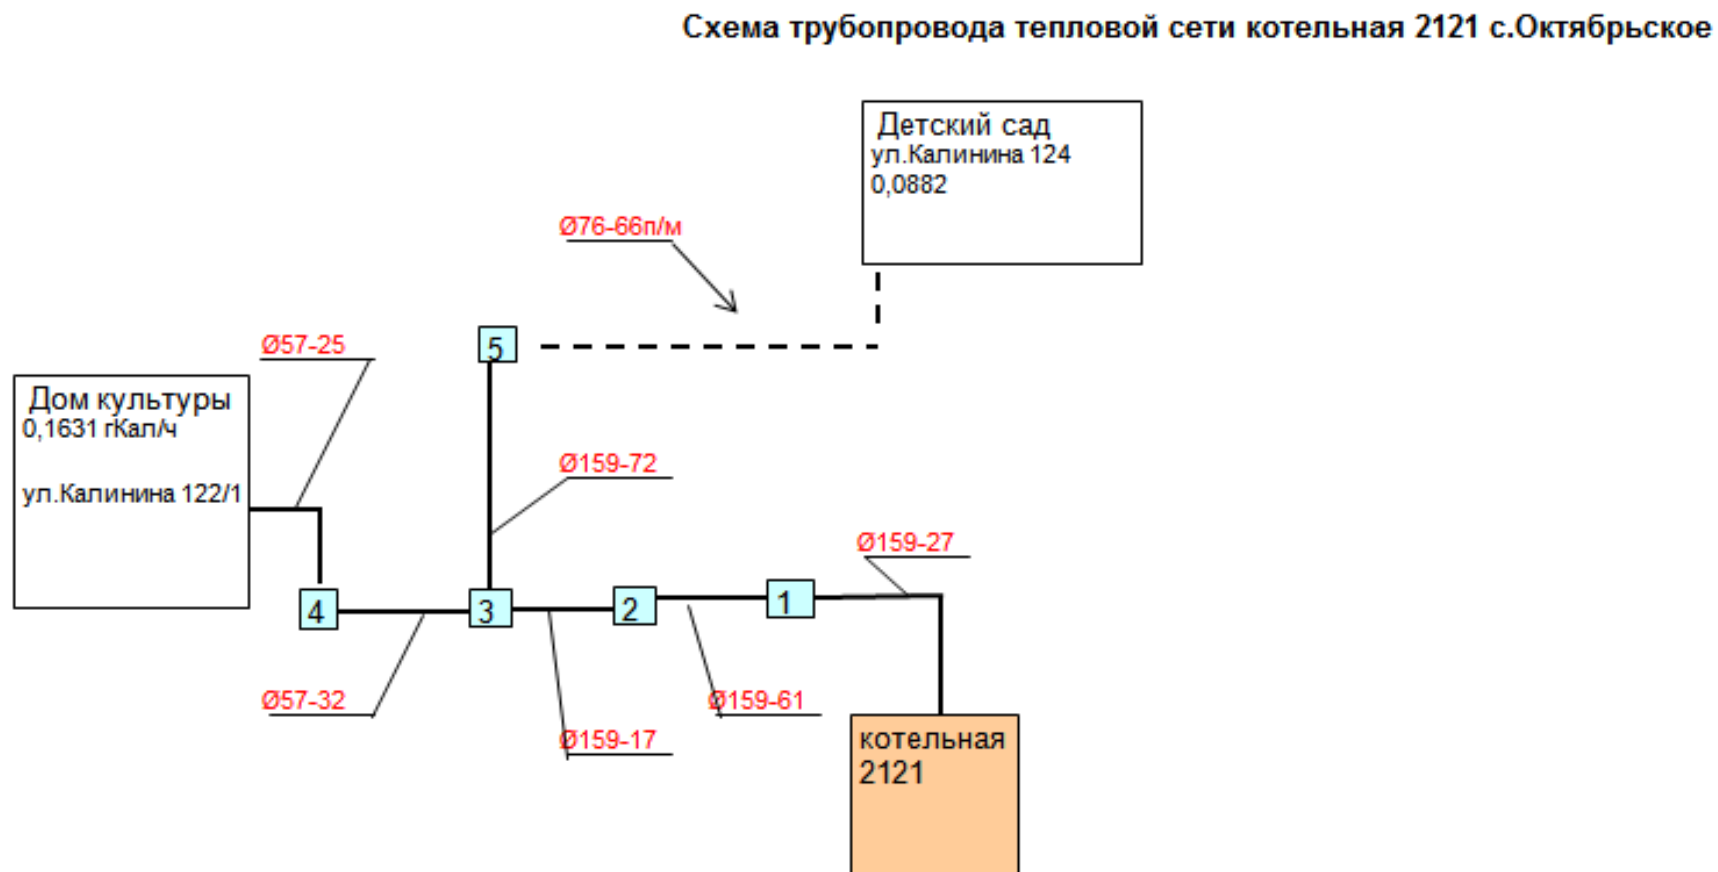 Схема трубопровода тепловой сети котельная 2121 с.Октябрьское
Детский сад
ул.Калинина 124
0,0882
Ø76-66п/м
Ø57-25
5
Дом культуры
0,1631 гКал/ч
ул.Калинина 122/1
Ø159-72
Ø159-27
4
3
2
1
Ø57-32
Ø159-61
Ø159-17
котельная
2121